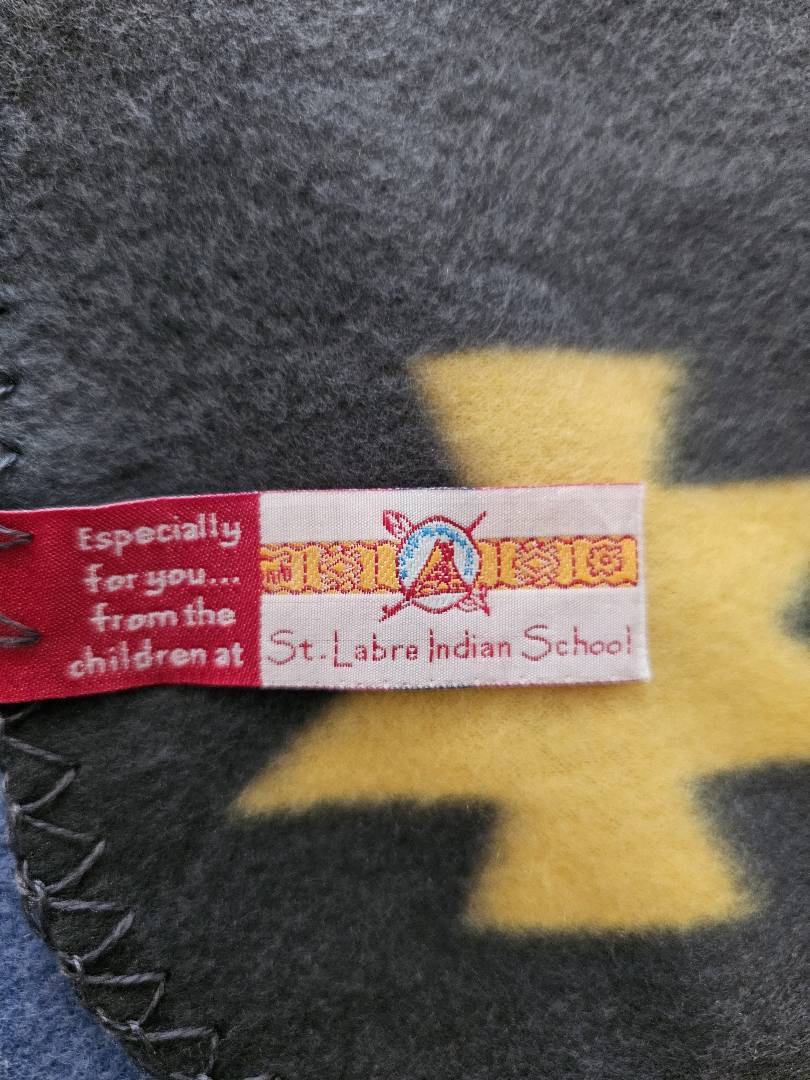 Especially
for you...
from the
children at
St. Labre Indian School